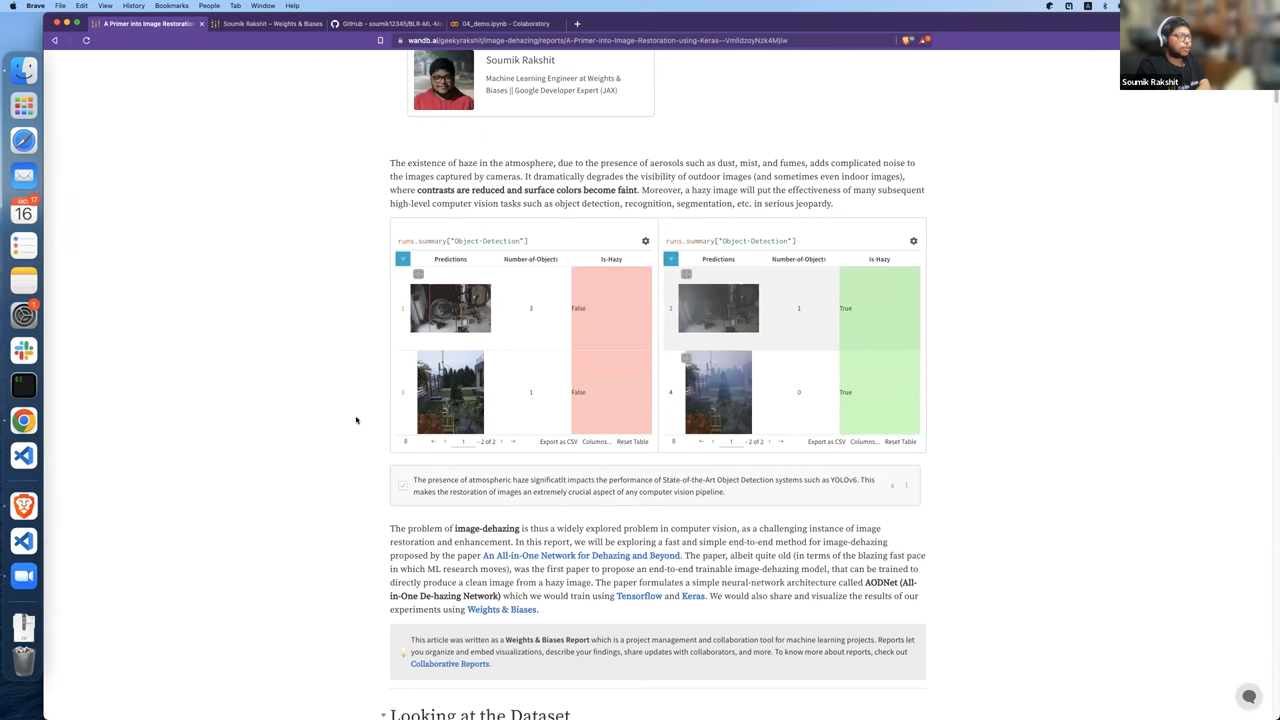 Brave File Edit View History Bookmarks People Tab Window Help
A Primer into Image Restoratio
Soumik Rakshit – Weights & Biases
GitHub - soumik12345/BLR-ML-M
04_demo.ipynb - Colaboratory
wandb.ai/geekyrakshit/image-dehazing/reports/A-Primer-into-Image-Restoration-using-Keras--VmlldzoyNzk4MjIw
Soumik Rakshit
Soumik Rakshit
Machine Learning Engineer at Weights &
Biases || Google Developer Expert (JAX)
The existence of haze in the atmosphere, due to the presence of aerosols such as dust, mist, and fumes, adds complicated noise to
the images captured by cameras. It dramatically degrades the visibility of outdoor images (and sometimes even indoor images),
where contrasts are reduced and surface colors become faint. Moreover, a hazy image will put the effectiveness of many subsequent
high-level computer vision tasks such as object detection, recognition, segmentation, etc. in serious jeopardy.
runs.summary["Object-Detection"]
Predictions Number-of-Objects Is-Hazy
3 False
1 False
8 1 - 2 of 2 Export as CSV Columns... Reset Table
runs.summary["Object-Detection"]
Predictions Number-of-Objects Is-Hazy
2 1 True
4 0 True
8 1 - 2 of 2 Export as CSV Columns... Reset Table
The presence of atmospheric haze significatlt impacts the performance of State-of-the-Art Object Detection systems such as YOLOv6. This
makes the restoration of images an extremely crucial aspect of any computer vision pipeline.
4
The problem of image-dehazing is thus a widely explored problem in computer vision, as a challenging instance of image
restoration and enhancement. In this report, we will be exploring a fast and simple end-to-end method for image-dehazing
proposed by the paper An All-in-One Network for Dehazing and Beyond. The paper, albeit quite old (in terms of the blazing fast pace
in which ML research moves), was the first paper to propose an end-to-end trainable image-dehazing model, that can be trained to
directly produce a clean image from a hazy image. The paper formulates a simple neural-network architecture called AODNet (All-
in-One De-hazing Network) which we would train using Tensorflow and Keras. We would also share and visualize the results of our
experiments using Weights & Biases.
This article was written as a Weights & Biases Report which is a project management and collaboration tool for machine learning projects. Reports let
you organize and embed visualizations, describe your findings, share updates with collaborators, and more. To know more about reports, check out
Collaborative Reports.
Looking at the Dataset
OCT
16
1
ZIP